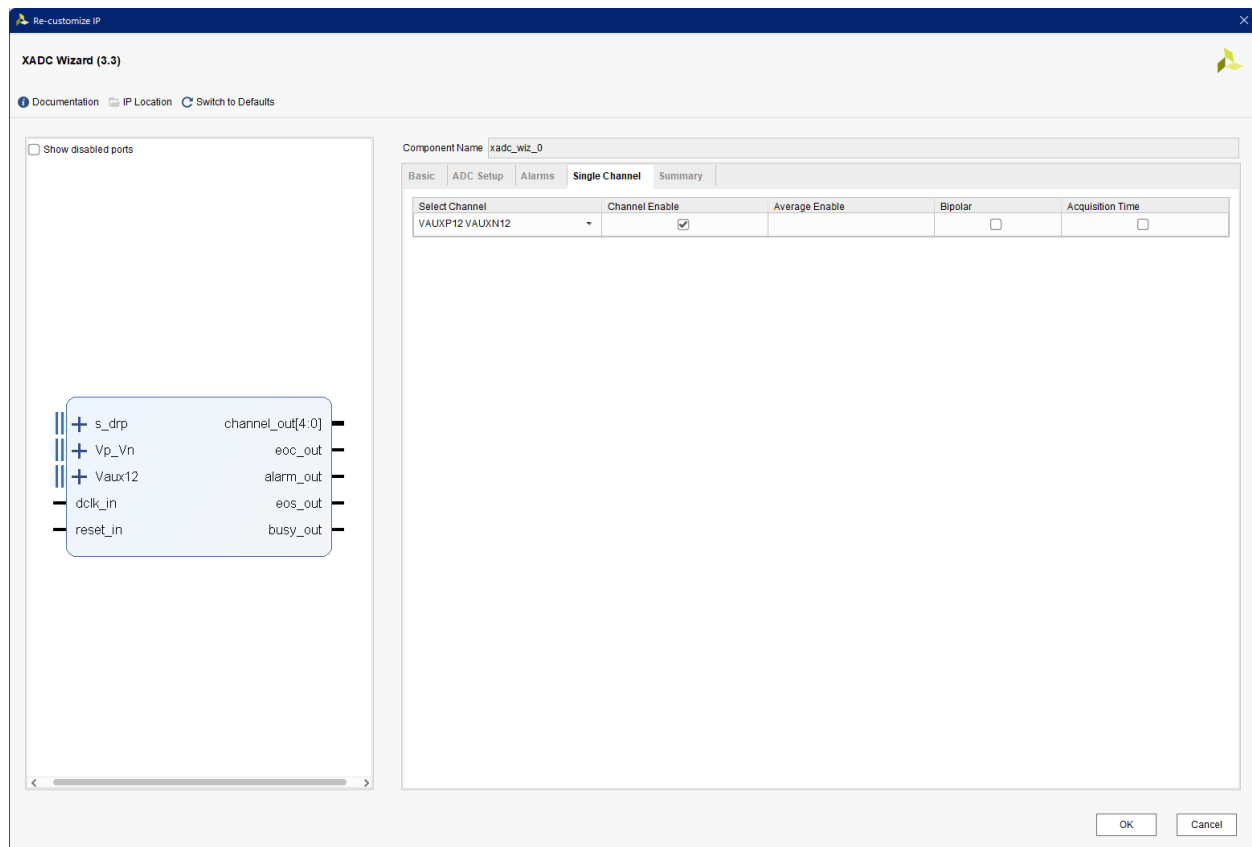 Re-customize IP
XADC Wizard (3.3)
Documentation IP Location Switch to Defaults
Show disabled ports
s_drp channel_out[4:0]
Vp_Vn eoc_out
Vaux12 alarm_out
dclk_in eos_out
reset_in busy_out
Component Name xadc_wiz_0
Basic ADC Setup Alarms Single Channel Summary
Select Channel Channel Enable Average Enable Bipolar Acquisition Time
VAUXP12 VAUXN12
OK Cancel